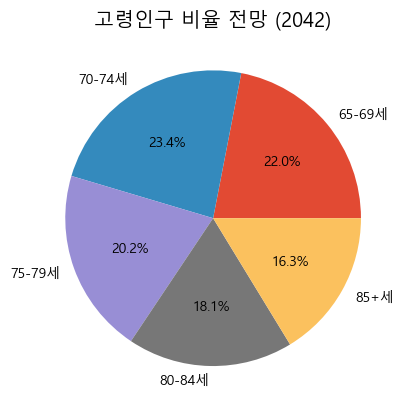 고령인구 비율 전망 (2042)
70-74세
65-69세
23.4%
22.0%
20.2%
16.3%
75-79세
85+세
18.1%
80-84세